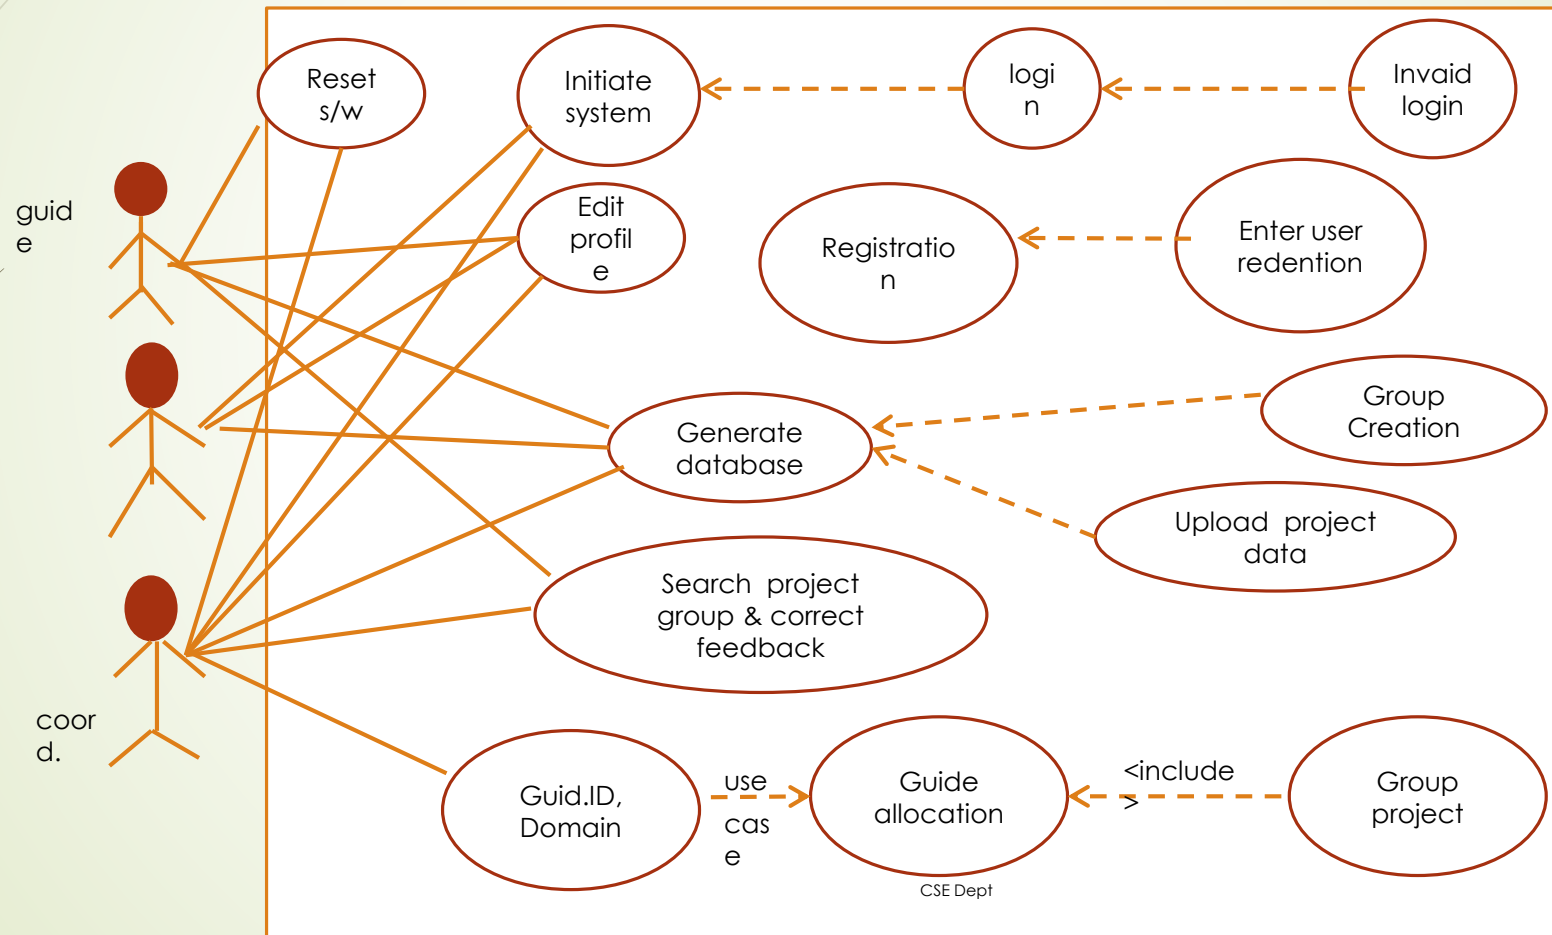 Reset
s/w
Initiate
system
logi
n
Invaid
login
guid
e
Edit
profil
e
Registratio
n
Enter user
redention
Group
Creation
Generate
database
Upload project
data
Search project
group & correct
feedback
coor
d.
Guid.ID,
Domain
use
cas
e
Guide
allocation
<include
>
Group
project
CSE Dept